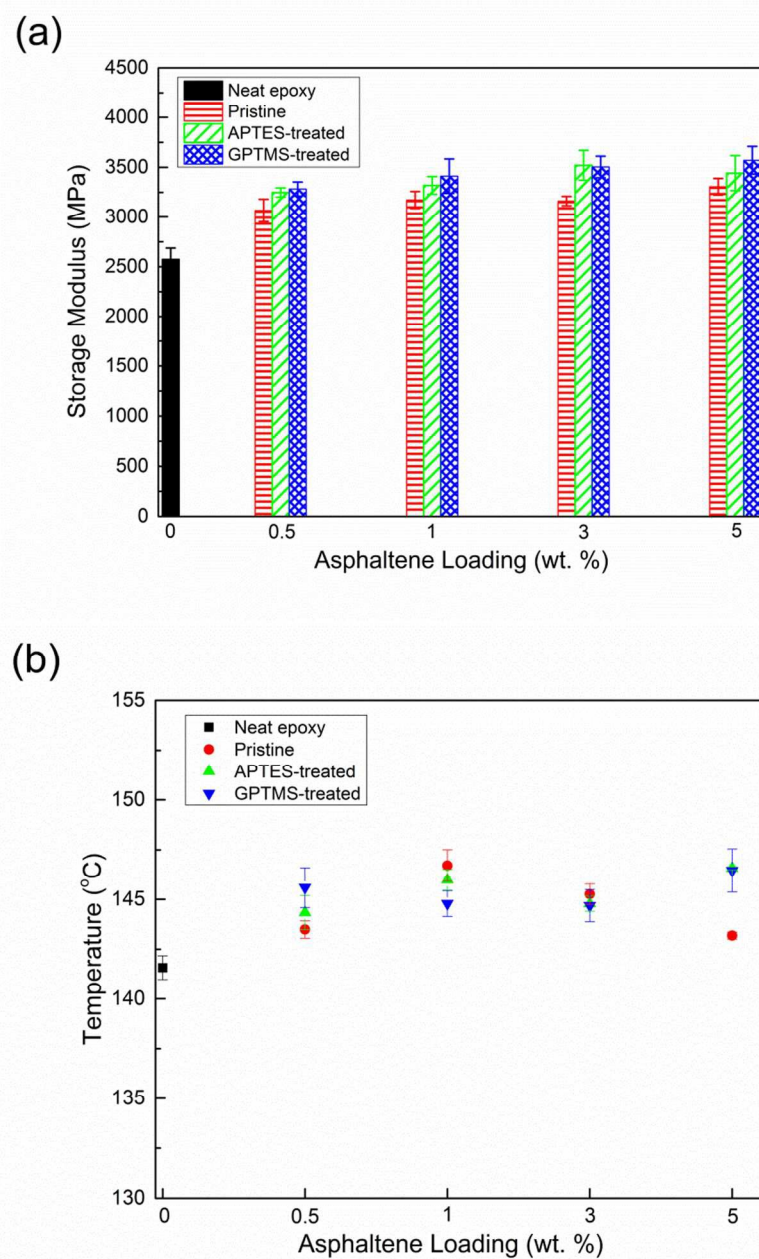 (a)
4500
4000
3500
3000
2500
2000
1500
1000
500
0
Storage Modulus (MPa)
Neat epoxy
Pristine
APTES-treated
GPTMS-treated
0 0.5 1 3 5
Asphaltene Loading (wt. %)
(b)
155
150
145
140
135
130
Temperature (°C)
Neat epoxy
Pristine
APTES-treated
GPTMS-treated
0 0.5 1 3 5
Asphaltene Loading (wt. %)